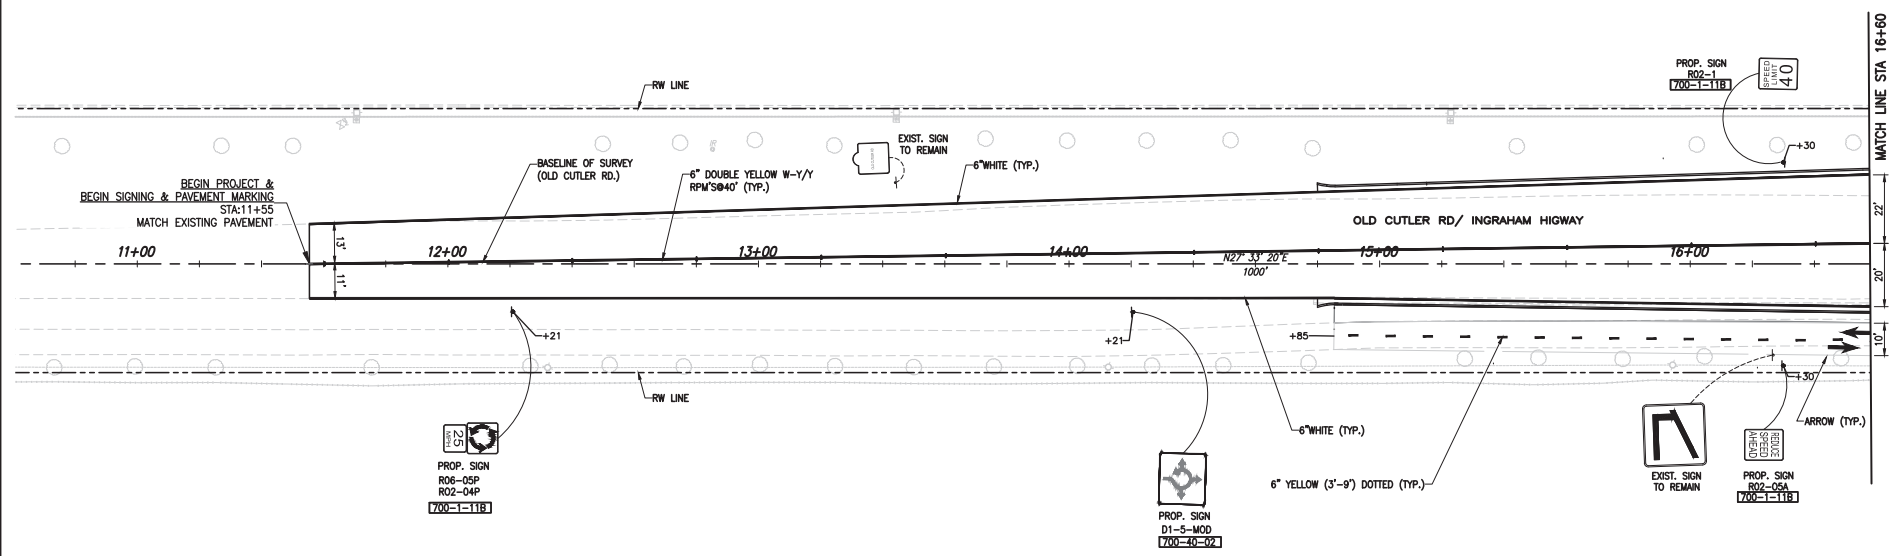 MATCH LINE STA 16+60
PROP. SIGN
R02-1
700-1-11B
SPEED
LIMIT
40
+30
RW LINE
EXIST. SIGN
TO REMAIN
BASELINE OF SURVEY
(OLD CUTLER RD.)
6" DOUBLE YELLOW W-Y/Y
RPM'S@40' (TYP.)
6"WHITE (TYP.)
BEGIN PROJECT &
BEGIN SIGNING & PAVEMENT MARKING
STA:11+55
MATCH EXISTING PAVEMENT
OLD CUTLER RD/ INGRAHAM HIGWAY
22'
13'
11+00
12+00
13+00
14+00
15+00
16+00
N27° 33' 20"E
1000'
11'
20'
+21
+21
+85
10'
+30
RW LINE
ARROW (TYP.)
6"WHITE (TYP.)
25
MPH
PROP. SIGN
R06-05P
R02-04P
700-1-11B
6" YELLOW (3'-9') DOTTED (TYP.)
PROP. SIGN
D1-5-MOD
700-40-02
EXIST. SIGN
TO REMAIN
REDUCE
SPEED
AHEAD
PROP. SIGN
R02-05A
700-1-11B